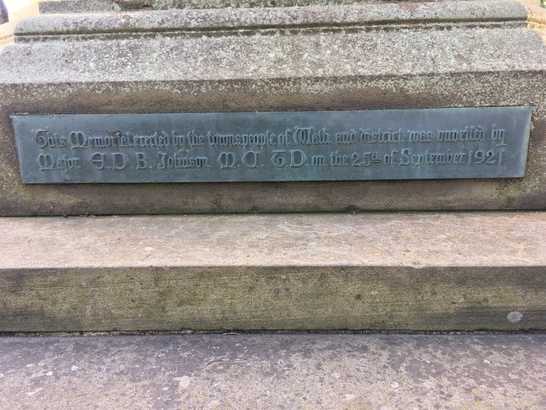 This Memorial erected by the townspeople of Wath and district was unveiled by
Major S.D.B. Johnson M.C. T.D. on the 25th of September 1921